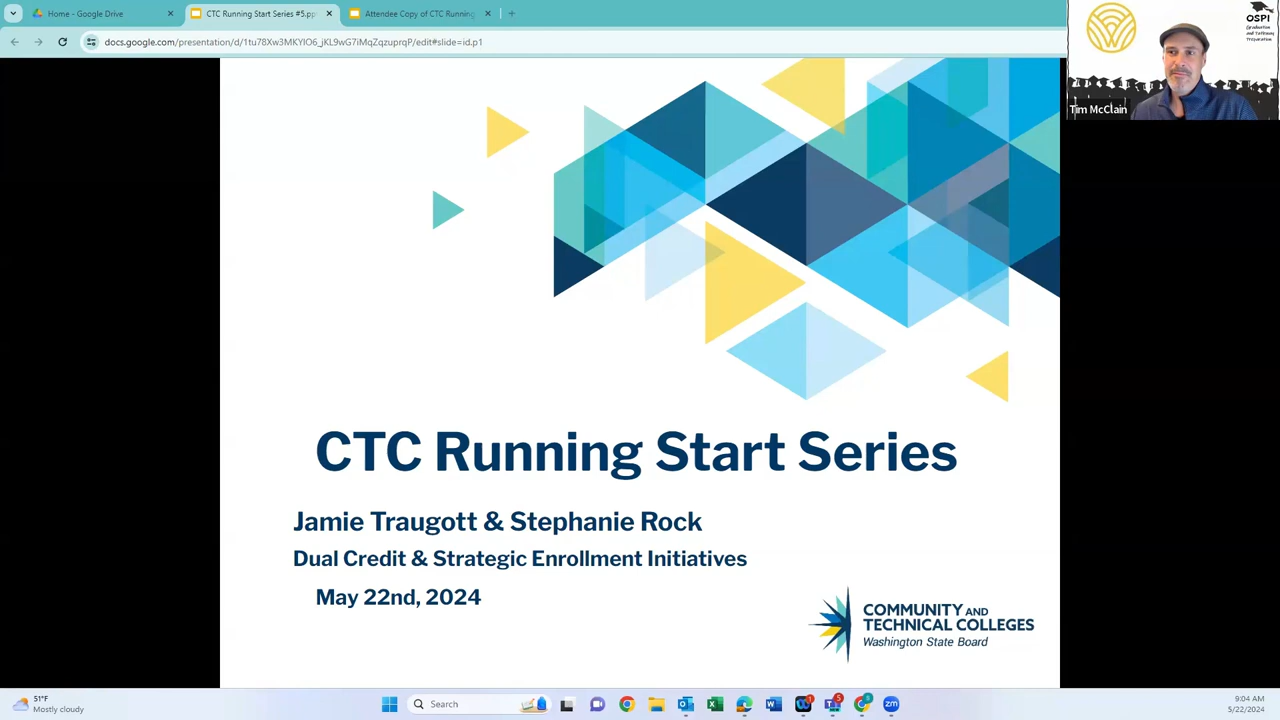 Home - Google Drive
CTC Running Start Series #5.pp
Attendee Copy of CTC Running
docs.google.com/presentation/d/1tu78Xw3MKYlO6_jKL9wG7iMqZqzuprqP/edit#slide=id.p1
OSPI
Graduation
Tim McClain
CTC Running Start Series
Jamie Traugott & Stephanie Rock
Dual Credit & Strategic Enrollment Initiatives
May 22nd, 2024
COMMUNITY AND
TECHNICAL COLLEGES
Washington State Board
51°F
Mostly cloudy
Search
9:04 AM
5/22/2024